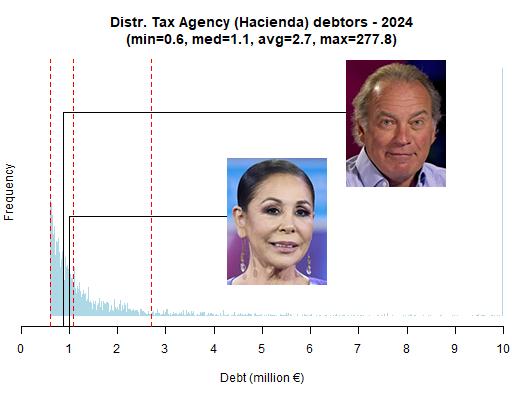 Distr. Tax Agency (Hacienda) debtors - 2024
(min=0.6, med=1.1, avg=2.7, max=277.8)
Frequency
0 1 2 3 4 5 6 7 8 9 10
Debt (million €)